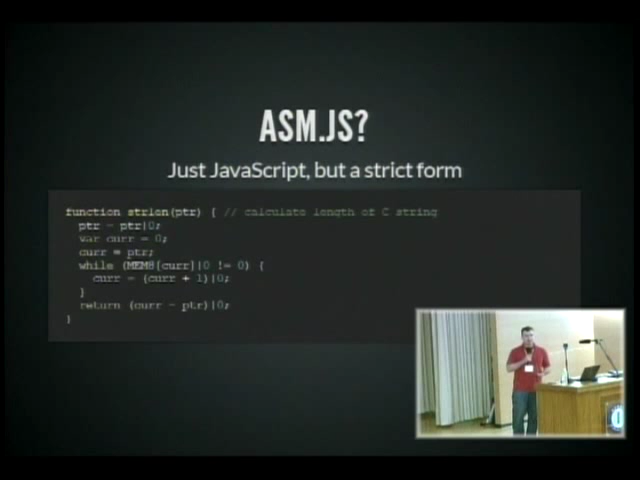 ASM.JS?
Just JavaScript, but a strict form
function strlen(ptr) { // calculate length of C string
ptr = ptr|0;
var curr = 0;
curr = ptr;
while (MEM8[curr]|0 != 0) {
curr = (curr + 1)|0;
}
return (curr - ptr)|0;
}